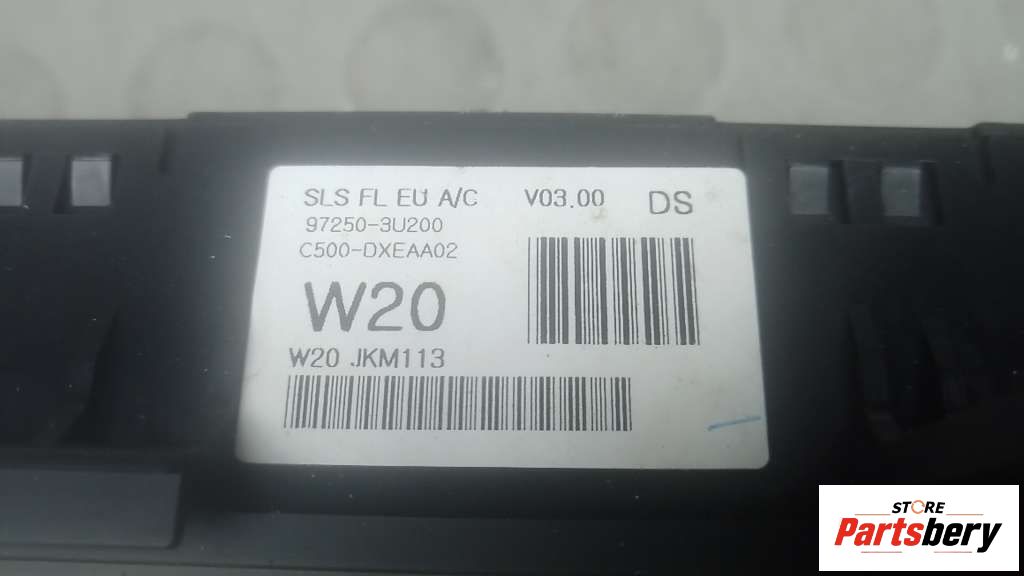 SLS FL EU A/C V03.00 DS
97250-3U200
C500-DXEAA02
W20
W20 JKM113
STORE
Partsbery